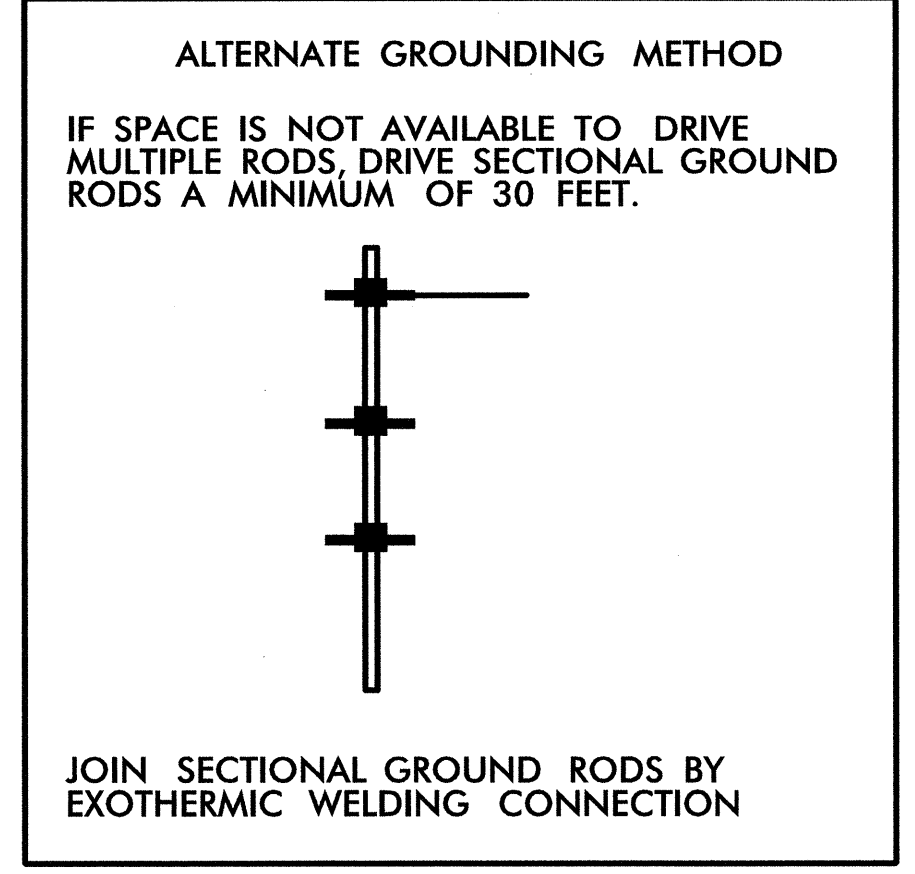 ALTERNATE GROUNDING METHOD
IF SPACE IS NOT AVAILABLE TO DRIVE
MULTIPLE RODS, DRIVE SECTIONAL GROUND
RODS A MINIMUM OF 30 FEET.
JOIN SECTIONAL GROUND RODS BY
EXOTHERMIC WELDING CONNECTION